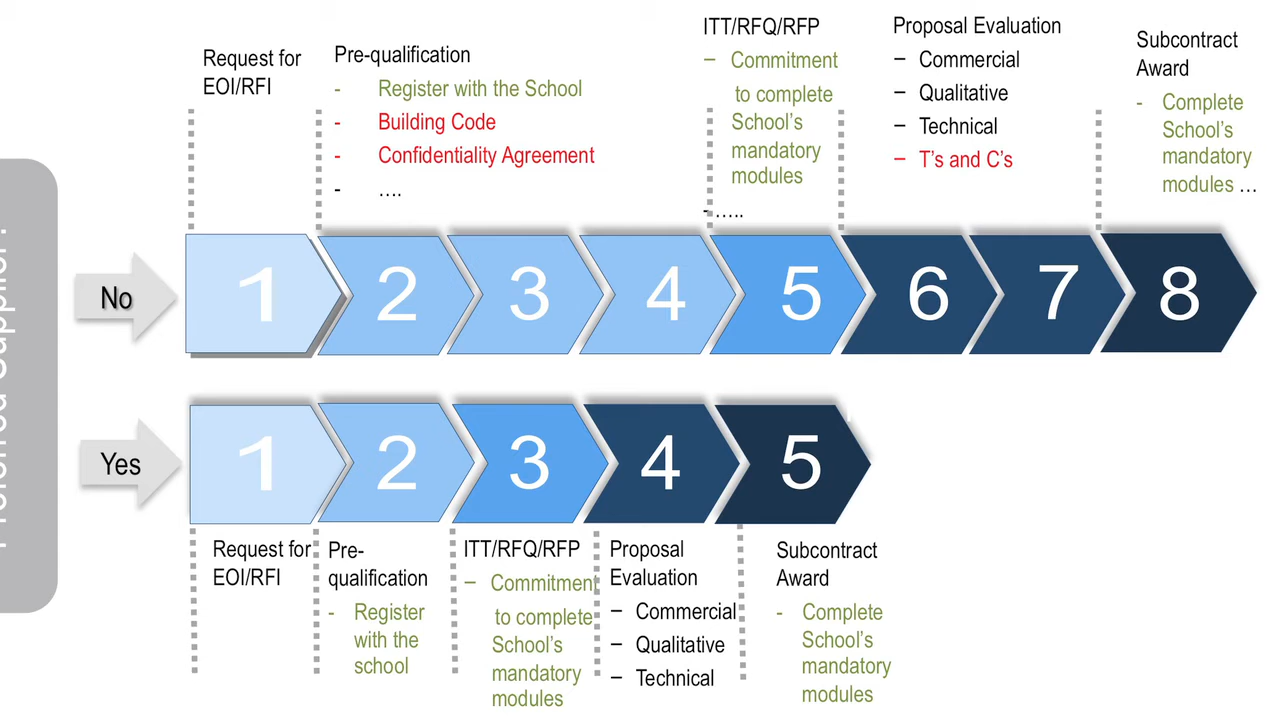 Request for
EOI/RFI
Pre-qualification
- Register with the School
- Building Code
- Confidentiality Agreement
- ….
ITT/RFQ/RFP
– Commitment
to complete
School’s
mandatory
modules
- …..
Proposal Evaluation
– Commercial
– Qualitative
– Technical
– T’s and C’s
Subcontract
Award
- Complete
School’s
mandatory
modules …
No
1 2 3 4 5 6 7 8
Yes
1 2 3 4 5
Request for
EOI/RFI
Pre-
qualification
- Register
with the
school
ITT/RFQ/RFP
– Commitment
to complete
School’s
mandatory
modules
Proposal
Evaluation
– Commercial
– Qualitative
– Technical
Subcontract
Award
- Complete
School’s
mandatory
modules